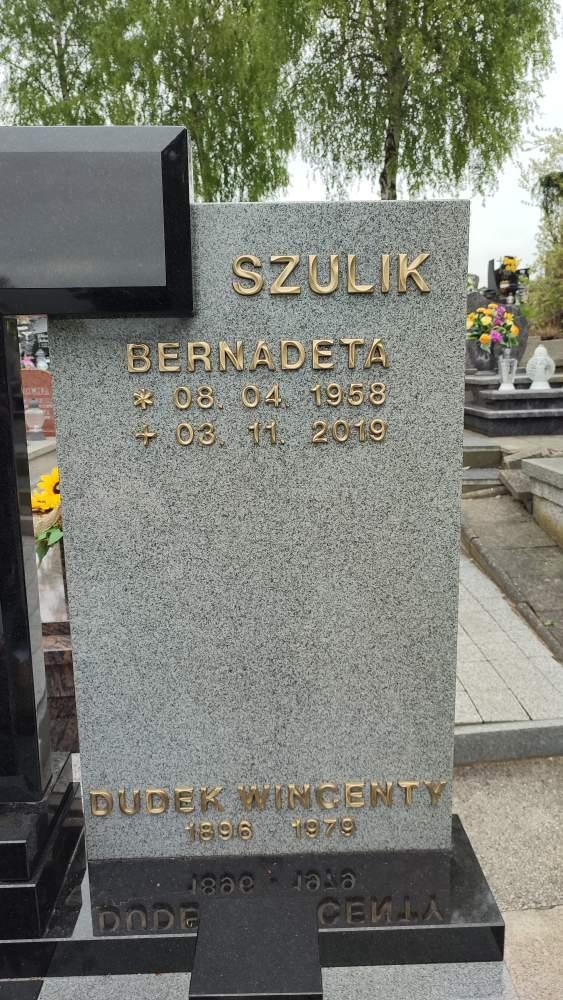 SZULIK
BERNADETA
* 08. 04. 1958
+ 03. 11. 2019
DUDEK WINCENTY
1896 1979